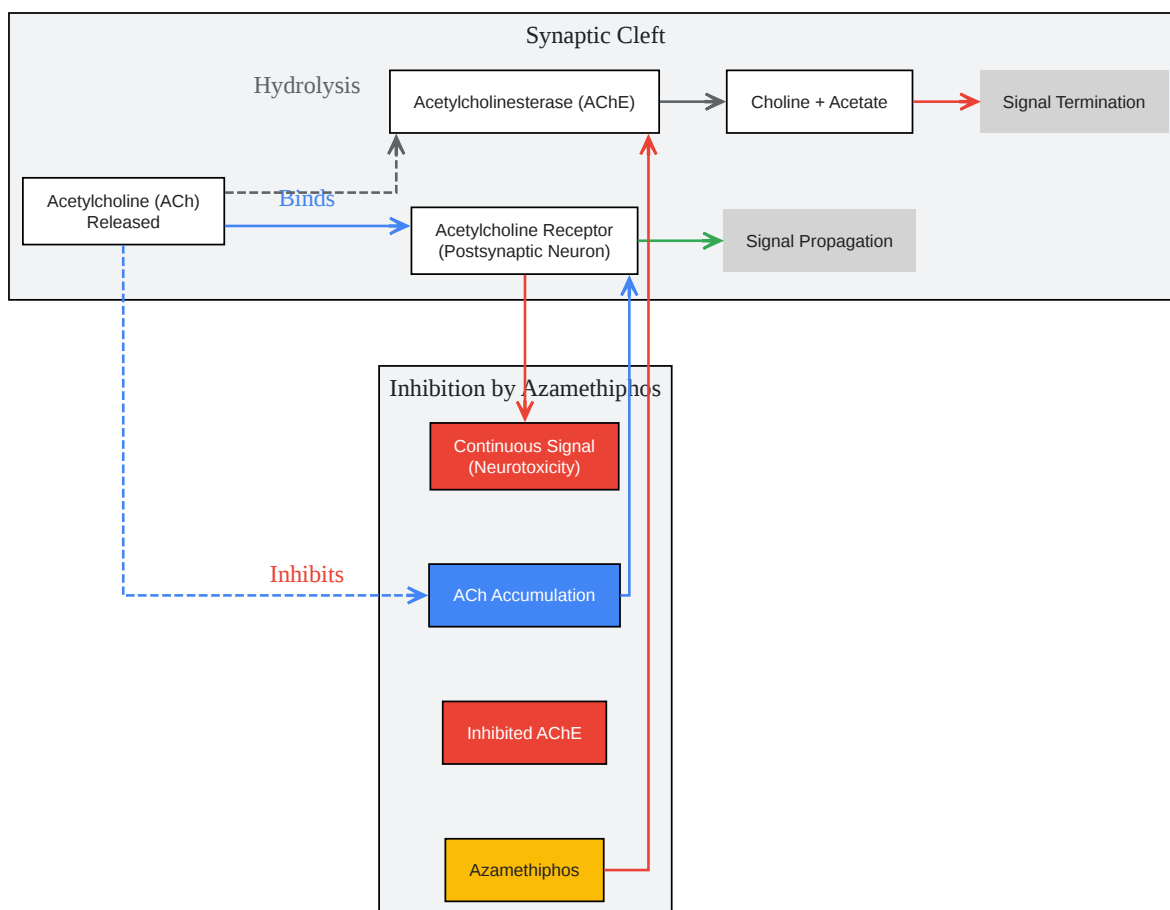 Synaptic Cleft
Hydrolysis
Acetylcholinesterase (AChE)
Choline + Acetate
Signal Termination
Acetylcholine (ACh)
Released
Binds
Acetylcholine Receptor
(Postsynaptic Neuron)
Signal Propagation
Inhibition by Azamethiphos
Continuous Signal
(Neurotoxicity)
Inhibits
ACh Accumulation
Inhibited AChE
Azamethiphos